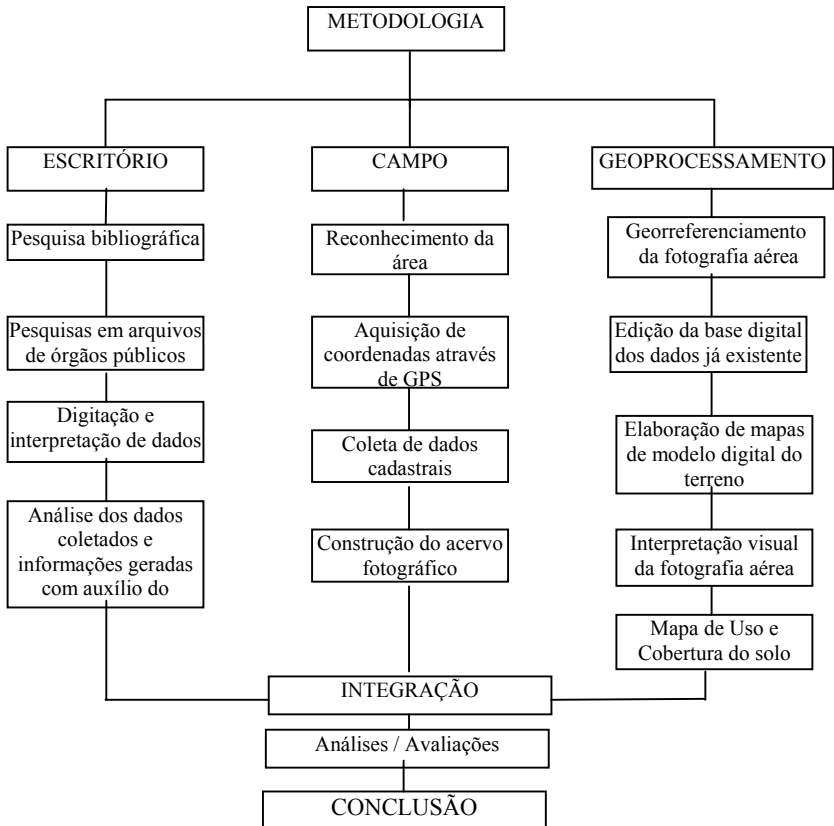 METODOLOGIA
ESCRITÓRIO
Pesquisa bibliográfica
Pesquisas em arquivos
de órgãos públicos
Digitação e
interpretação de dados
Análise dos dados
coletados e
informações geradas
com auxílio do
CAMPO
Reconhecimento da
área
Aquisição de
coordenadas através
de GPS
Coleta de dados
cadastrais
Construção do acervo
fotográfico
GEOPROCESSAMENTO
Georreferenciamento
da fotografia aérea
Edição da base digital
dos dados já existente
Elaboração de mapas
de modelo digital do
terreno
Interpretação visual
da fotografia aérea
Mapa de Uso e
Cobertura do solo
INTEGRAÇÃO
Análises / Avaliações
CONCLUSÃO